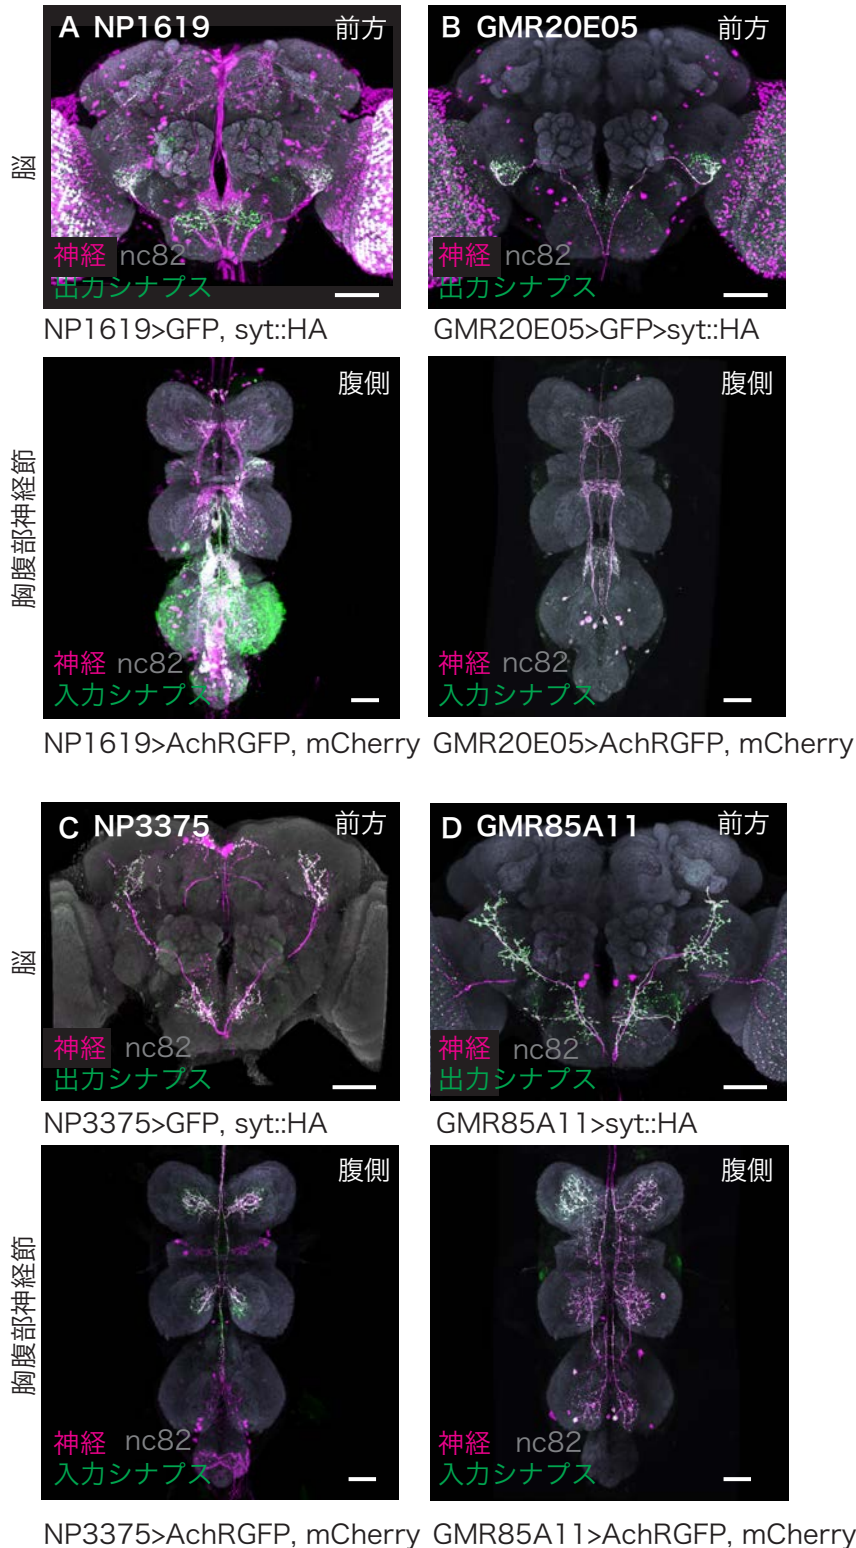 A NP1619 前方
B GMR20E05 前方
脳
神経 nc82
出力シナプス
神経 nc82
出力シナプス
NP1619>GFP, syt::HA
GMR20E05>GFP>syt::HA
腹側
腹側
胸腹部神経節
神経 nc82
入力シナプス
神経 nc82
入力シナプス
NP1619>AchRGFP, mCherry
GMR20E05>AchRGFP, mCherry
C NP3375 前方
D GMR85A11 前方
脳
神経 nc82
出力シナプス
神経 nc82
出力シナプス
NP3375>GFP, syt::HA
GMR85A11>syt::HA
腹側
腹側
胸腹部神経節
神経 nc82
入力シナプス
神経 nc82
入力シナプス
NP3375>AchRGFP, mCherry
GMR85A11>AchRGFP, mCherry